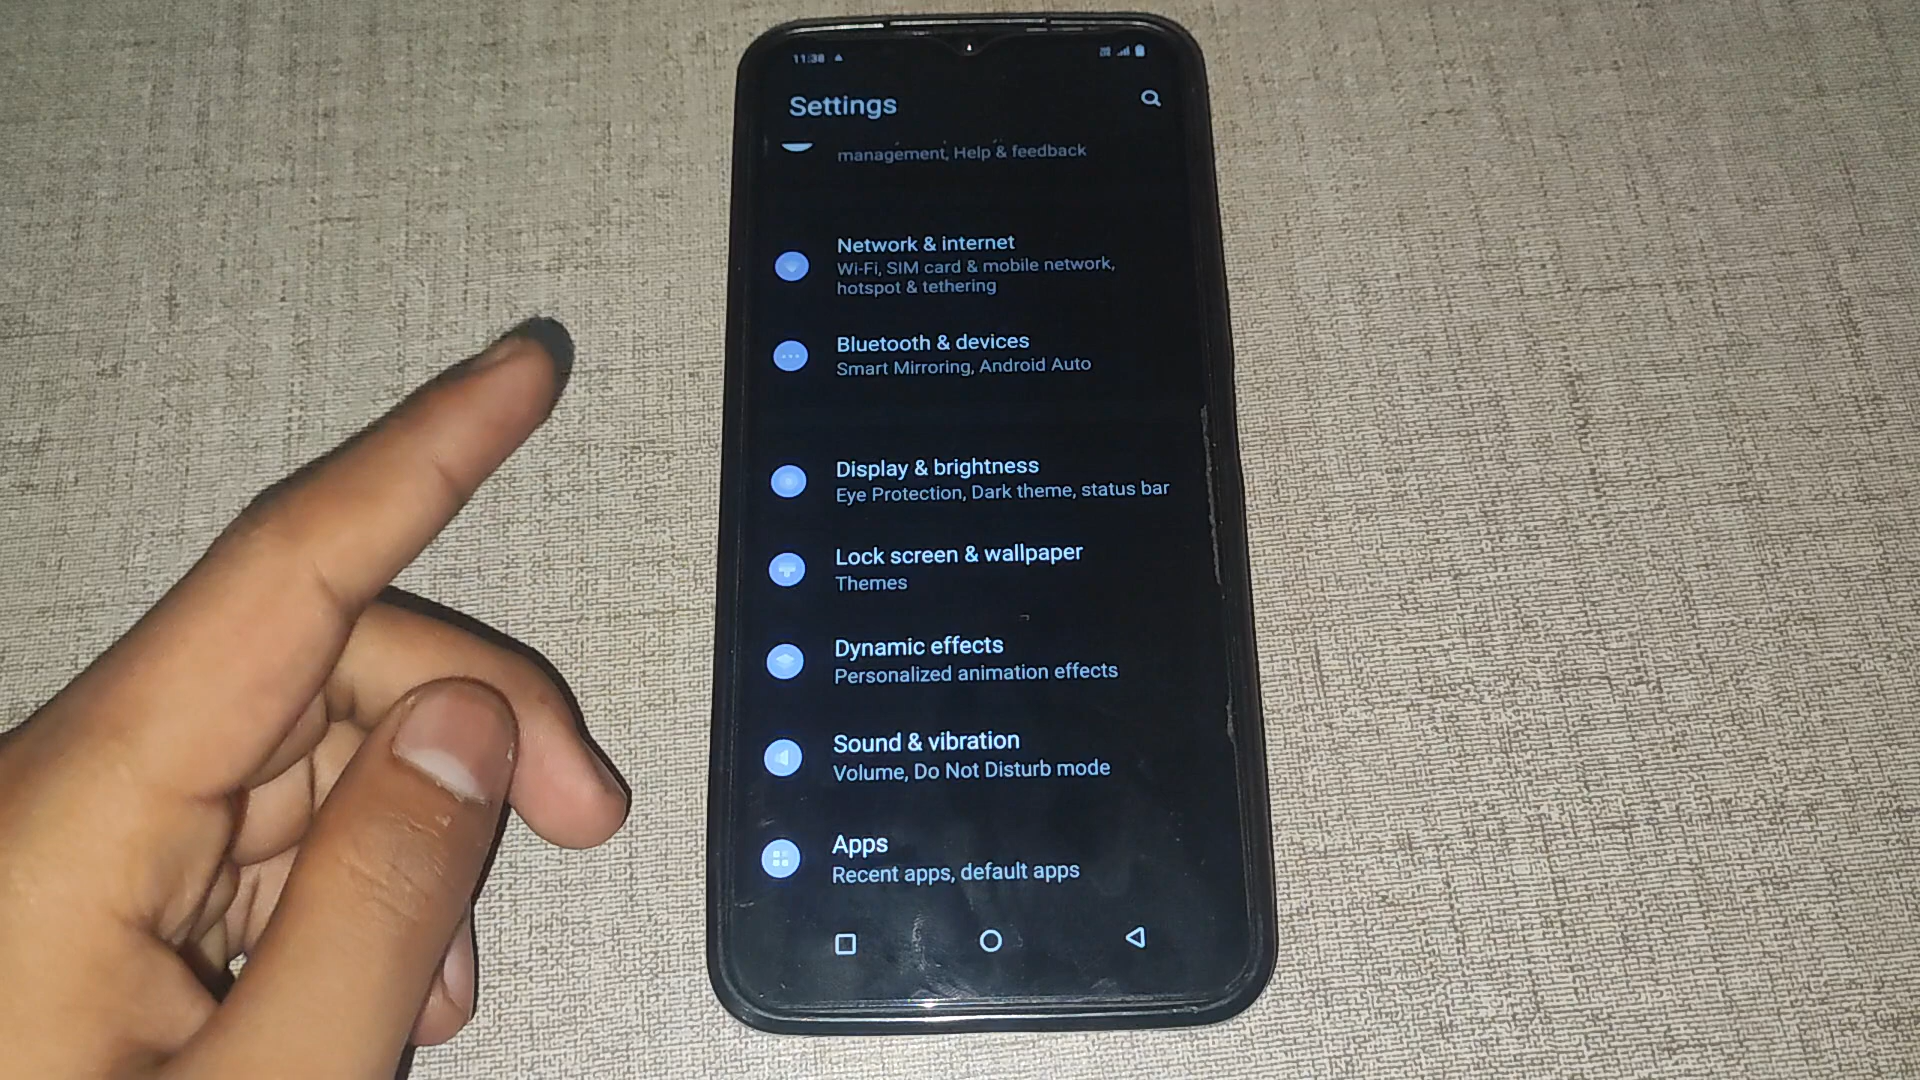 11:38
Settings
management, Help & feedback
Network & internet
Wi-Fi, SIM card & mobile network,
hotspot & tethering
Bluetooth & devices
Smart Mirroring, Android Auto
Display & brightness
Eye Protection, Dark theme, status bar
Lock screen & wallpaper
Themes
Dynamic effects
Personalized animation effects
Sound & vibration
Volume, Do Not Disturb mode
Apps
Recent apps, default apps